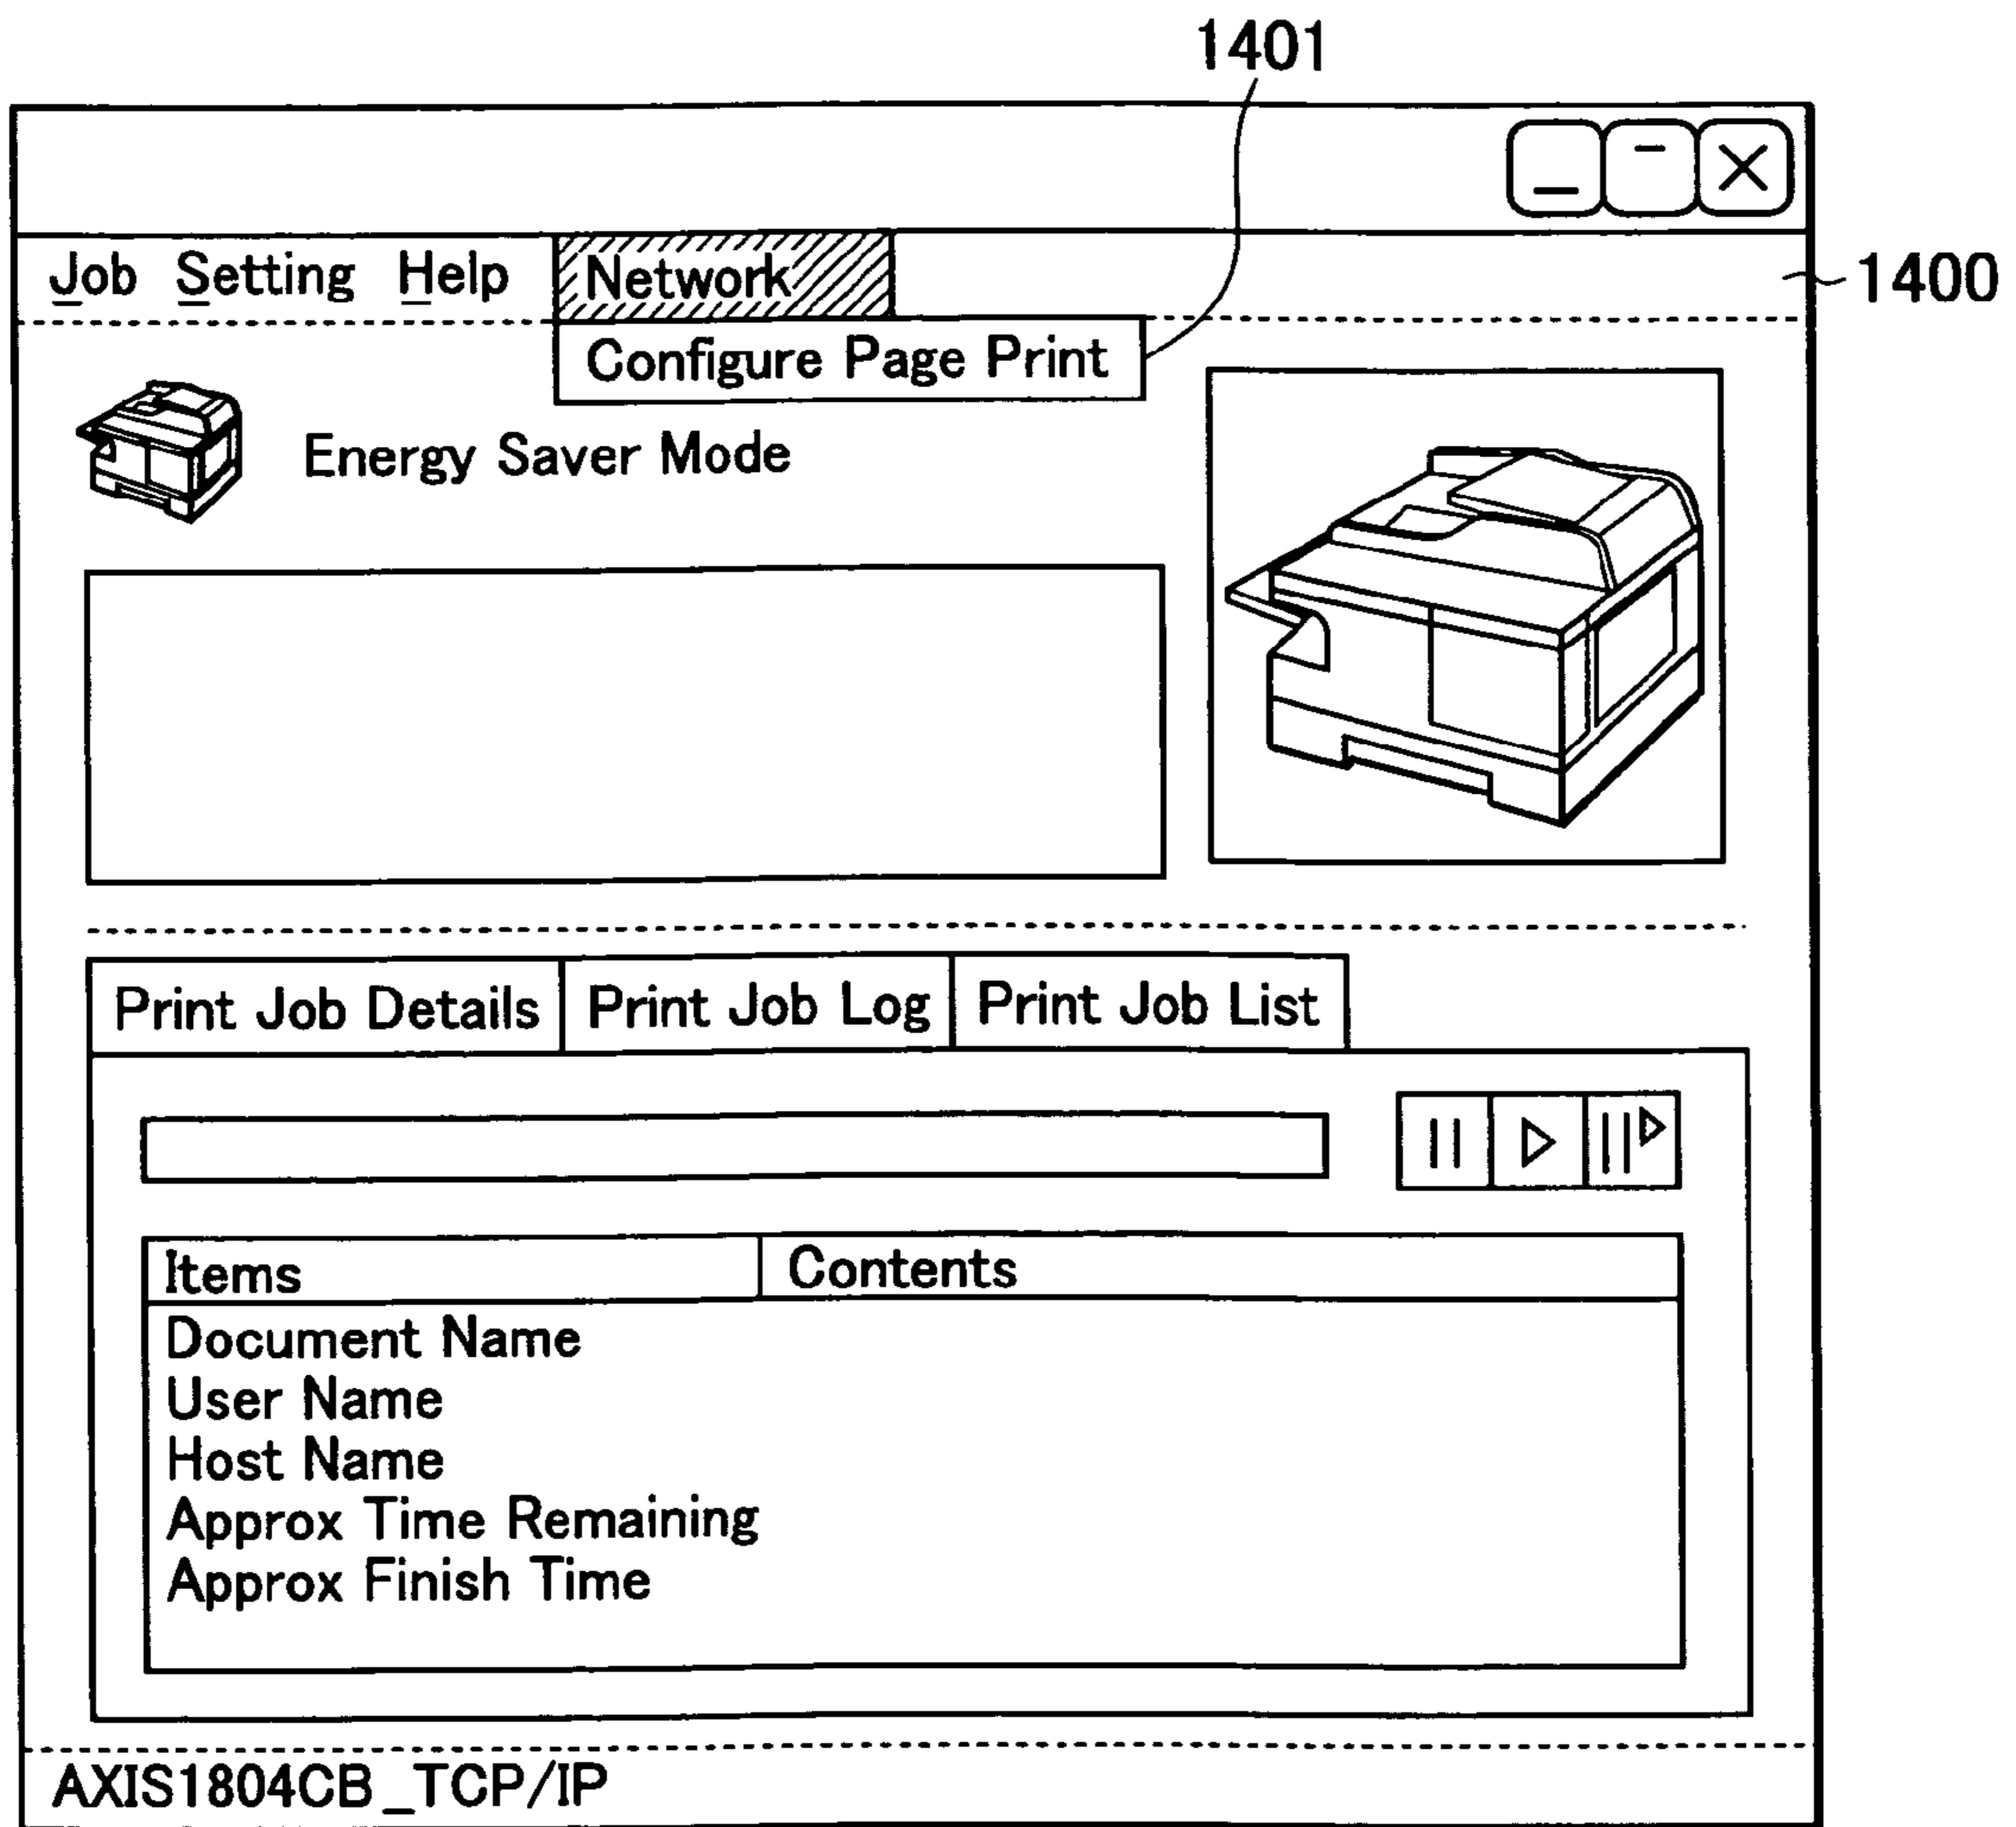 1401
Job Setting Help Network
1400
Configure Page Print
Energy Saver Mode
Print Job Details Print Job Log Print Job List
Items Contents
Document Name
User Name
Host Name
Approx Time Remaining
Approx Finish Time
AXIS1804CB_TCP/IP